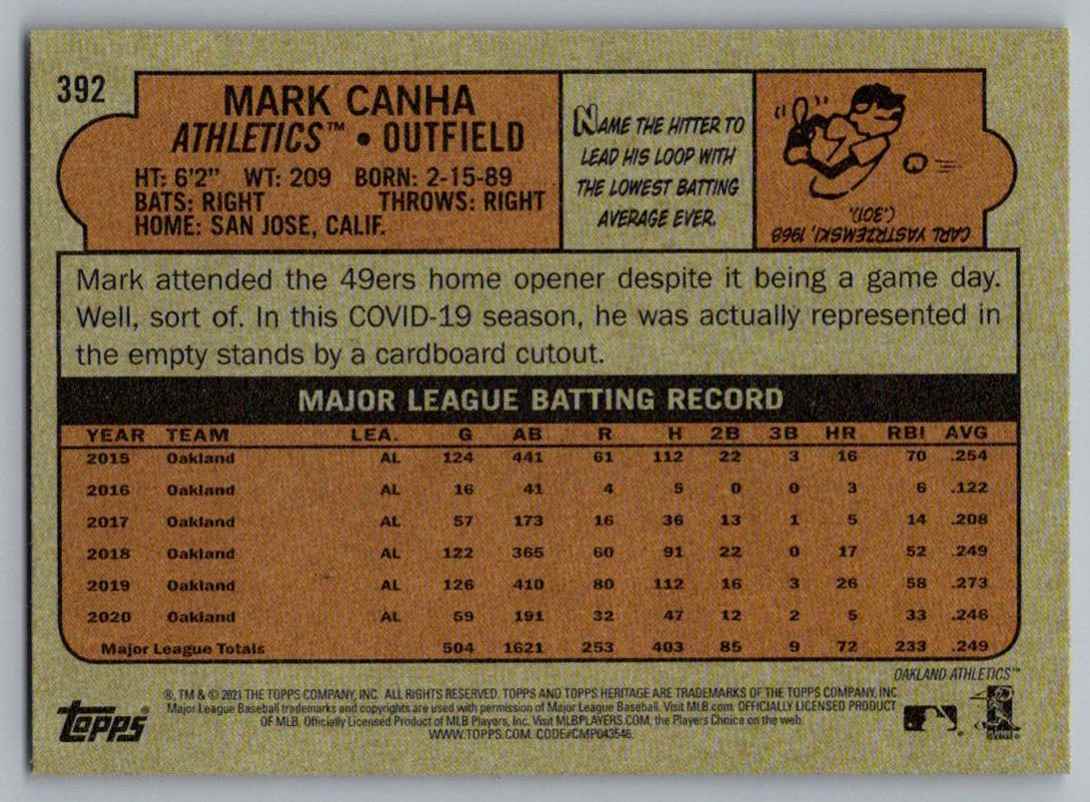 392
MARK CANHA
ATHLETICS™ • OUTFIELD
HT: 6'2" WT: 209 BORN: 2-15-89
BATS: RIGHT THROWS: RIGHT
HOME: SAN JOSE, CALIF.
NAME THE HITTER TO
LEAD HIS LOOP WITH
THE LOWEST BATTING
AVERAGE EVER.
CARL YASTRZEMSKI, 1968
(.301).
Mark attended the 49ers home opener despite it being a game day.
Well, sort of. In this COVID-19 season, he was actually represented in
the empty stands by a cardboard cutout.
MAJOR LEAGUE BATTING RECORD
YEAR TEAM LEA. G AB R H 2B 3B HR RBI AVG
2015 Oakland AL 124 441 61 112 22 3 16 70 .254
2016 Oakland AL 16 41 4 5 0 0 3 6 .122
2017 Oakland AL 57 173 16 36 13 1 5 14 .208
2018 Oakland AL 122 365 60 91 22 0 17 52 .249
2019 Oakland AL 126 410 80 112 16 3 26 58 .273
2020 Oakland AL 59 191 32 47 12 2 5 33 .246
Major League Totals 504 1621 253 403 85 9 72 233 .249
OAKLAND ATHLETICS™
®, TM & © 2021 THE TOPPS COMPANY, INC. ALL RIGHTS RESERVED. TOPPS AND TOPPS HERITAGE ARE TRADEMARKS OF THE TOPPS COMPANY, INC.
Major League Baseball trademarks and copyrights are used with permission of Major League Baseball. Visit MLB.com. OFFICIALLY LICENSED PRODUCT
OF MLB. Officially Licensed Product of MLB Players, Inc. Visit MLBPLAYERS.COM, the Players Choice on the web.
WWW.TOPPS.COM. CODE#CMP043546.
TOPPS